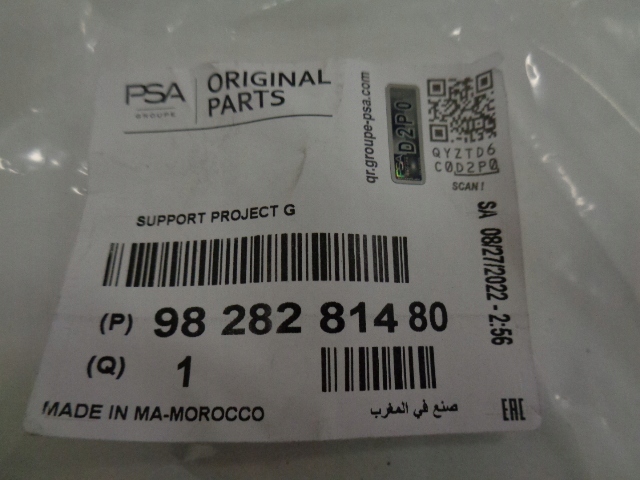 PSA
GROUPE
ORIGINAL
PARTS
qr.groupe-psa.com
D2P0
QYZTD6
C0D2P0
SCAN!
SUPPORT PROJECT G
SA 08/27/2022 - 2:56
(P) 98 282 814 80
(Q) 1
MADE IN MA-MOROCCO
صنع في المغرب
EAC